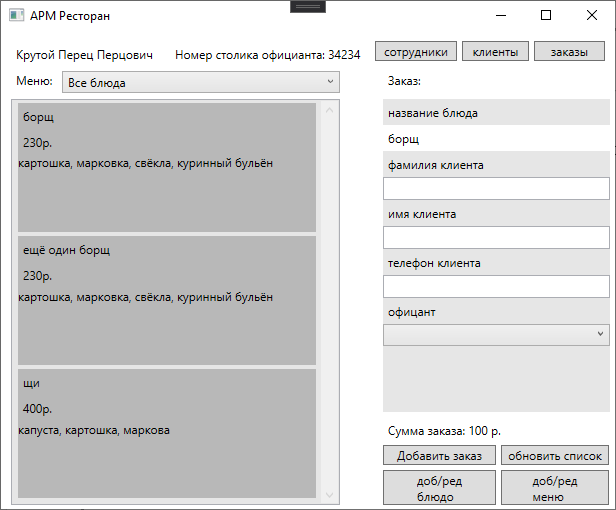 АРМ Ресторан
Крутой Перец Перцович
Номер столика официанта: 34234
сотрудники
клиенты
заказы
Меню:
Все блюда
борщ
230р.
картошка, марковка, свёкла, куринный бульён
ещё один борщ
230р.
картошка, марковка, свёкла, куринный бульён
щи
400р.
капуста, картошка, маркова
Заказ:
название блюда
борщ
фамилия клиента
имя клиента
телефон клиента
офицант
Сумма заказа: 100 р.
Добавить заказ
обновить список
доб/ред
блюдо
доб/ред
меню